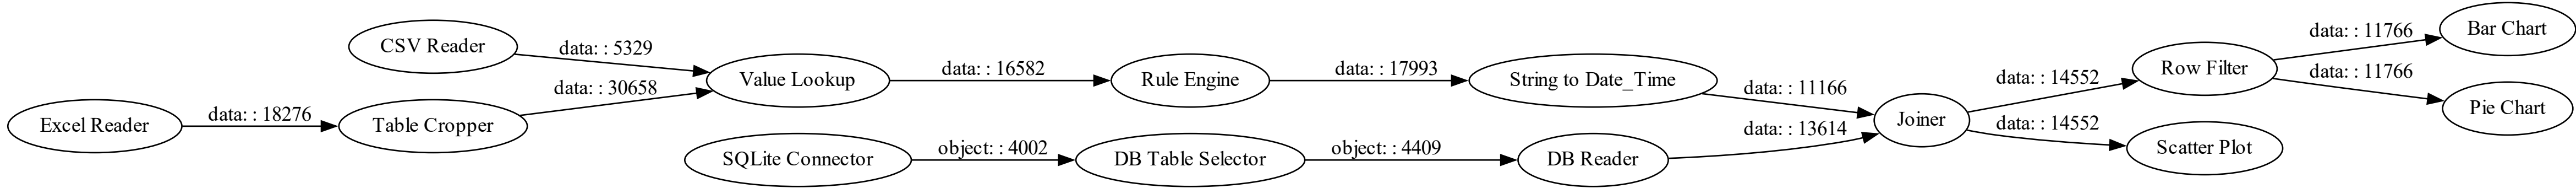 Excel Reader
data: : 18276
CSV Reader
Table Cropper
data: : 5329
data: : 30658
Value Lookup
SQLite Connector
data: : 16582
object: : 4002
Rule Engine
DB Table Selector
data: : 17993
object: : 4409
String to Date_Time
DB Reader
data: : 11166
data: : 13614
Joiner
data: : 14552
data: : 14552
Row Filter
Scatter Plot
data: : 11766
data: : 11766
Bar Chart
Pie Chart